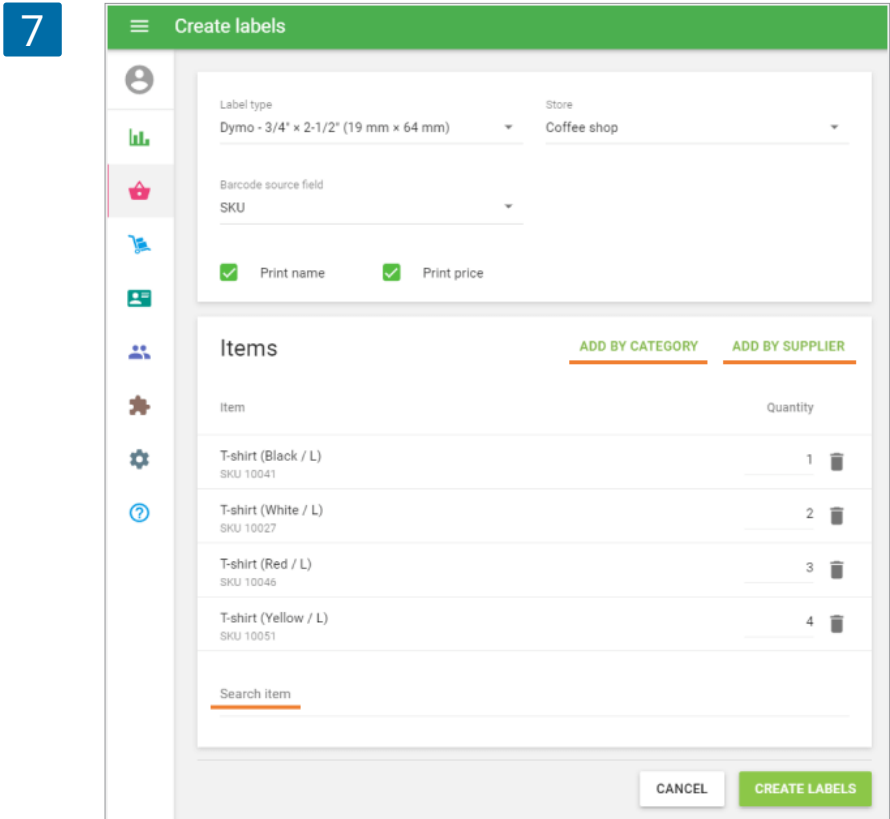 7
Create labels
Label type
Dymo - 3/4" × 2-1/2" (19 mm × 64 mm)
Store
Coffee shop
Barcode source field
SKU
Print name
Print price
Items
ADD BY CATEGORY
ADD BY SUPPLIER
Item
Quantity
T-shirt (Black / L)
SKU 10041
1
T-shirt (White / L)
SKU 10027
2
T-shirt (Red / L)
SKU 10046
3
T-shirt (Yellow / L)
SKU 10051
4
Search item
CANCEL
CREATE LABELS